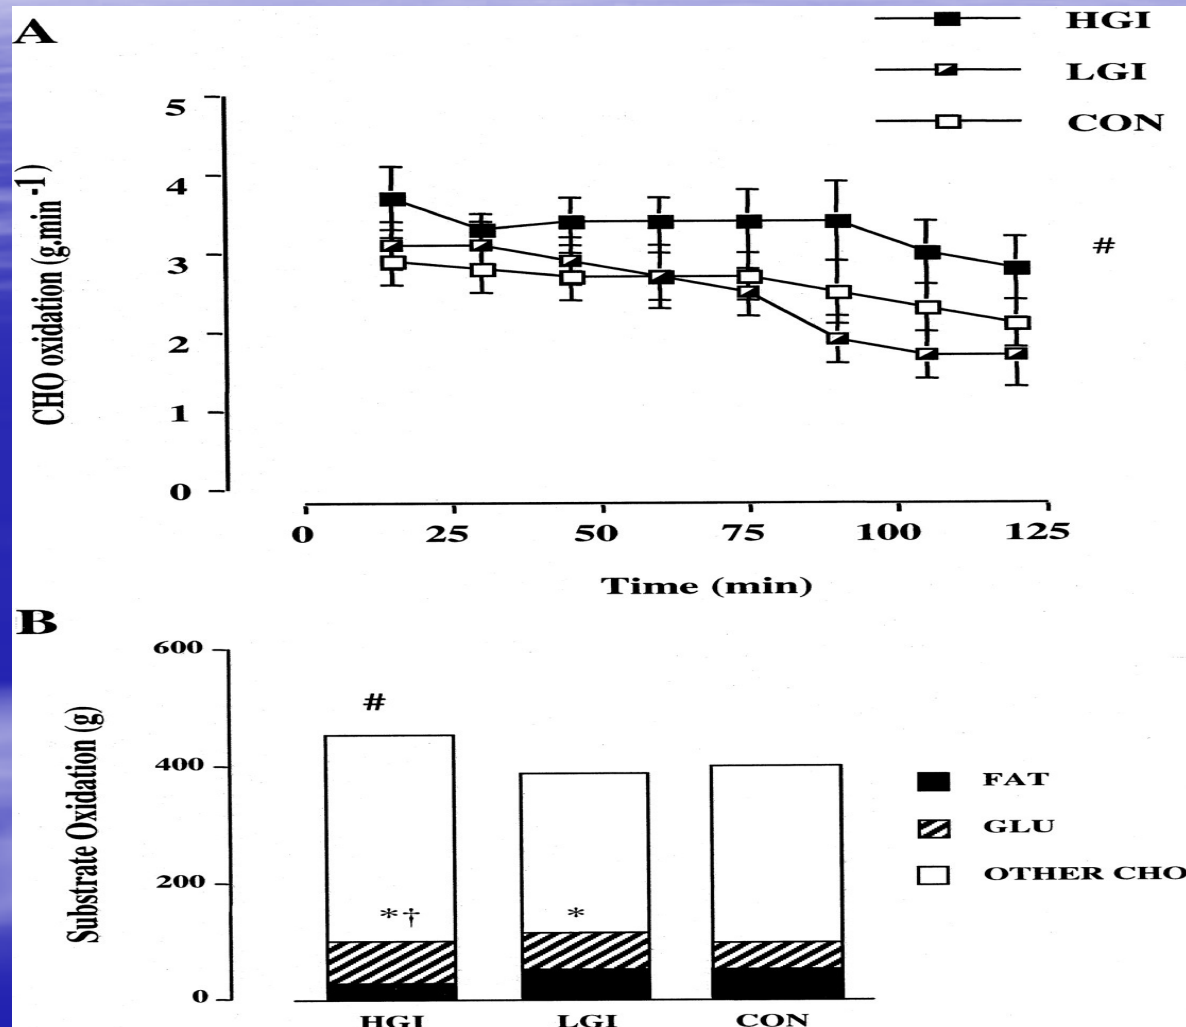 A
HGI
LGI
CON
5
4
3
2
1
0
CHO oxidation (g.min⁻¹)
#
0 25 50 75 100 125
Time (min)
B
600
400
200
0
Substrate Oxidation (g)
#
*†
*
FAT
GLU
OTHER CHO
HGI LGI CON